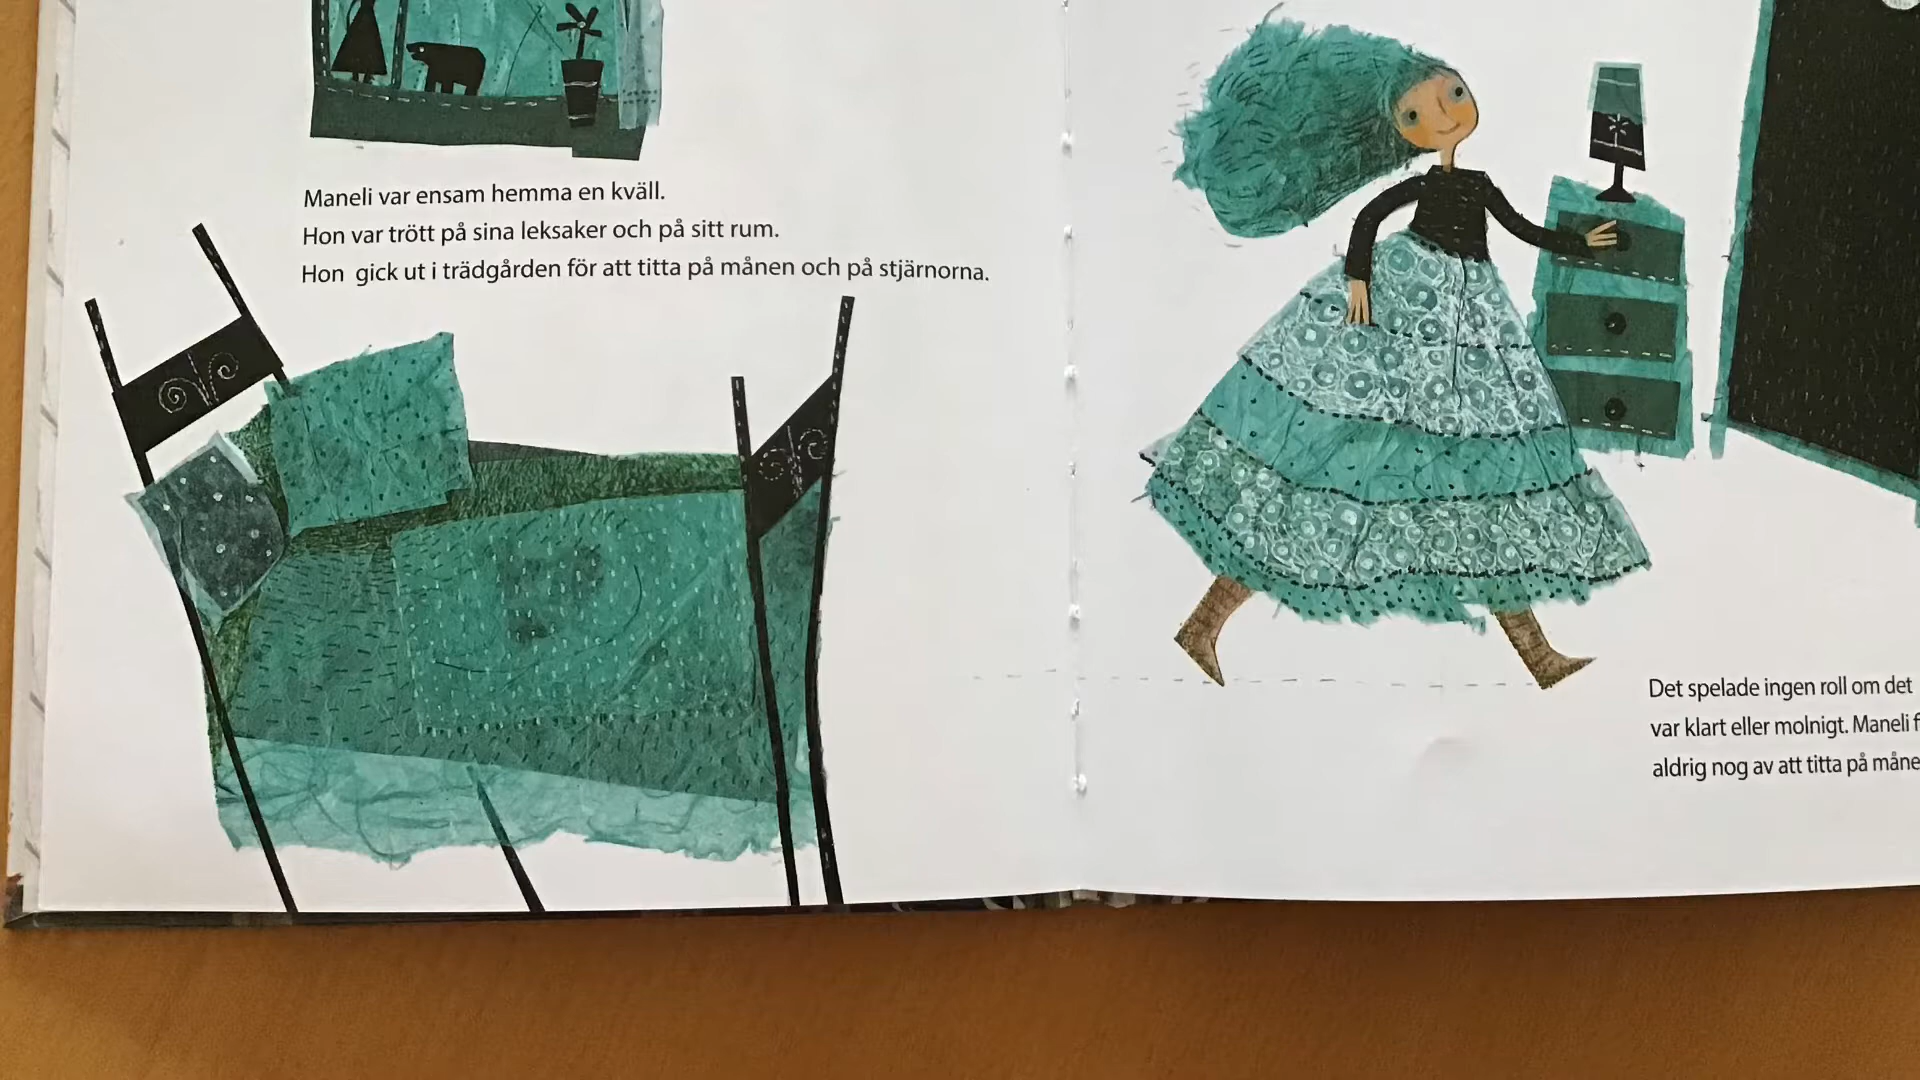 Maneli var ensam hemma en kväll.
Hon var trött på sina leksaker och på sitt rum.
Hon gick ut i trädgården för att titta på månen och på stjärnorna.
Det spelade ingen roll om det
var klart eller molnigt. Maneli
aldrig nog av att titta på